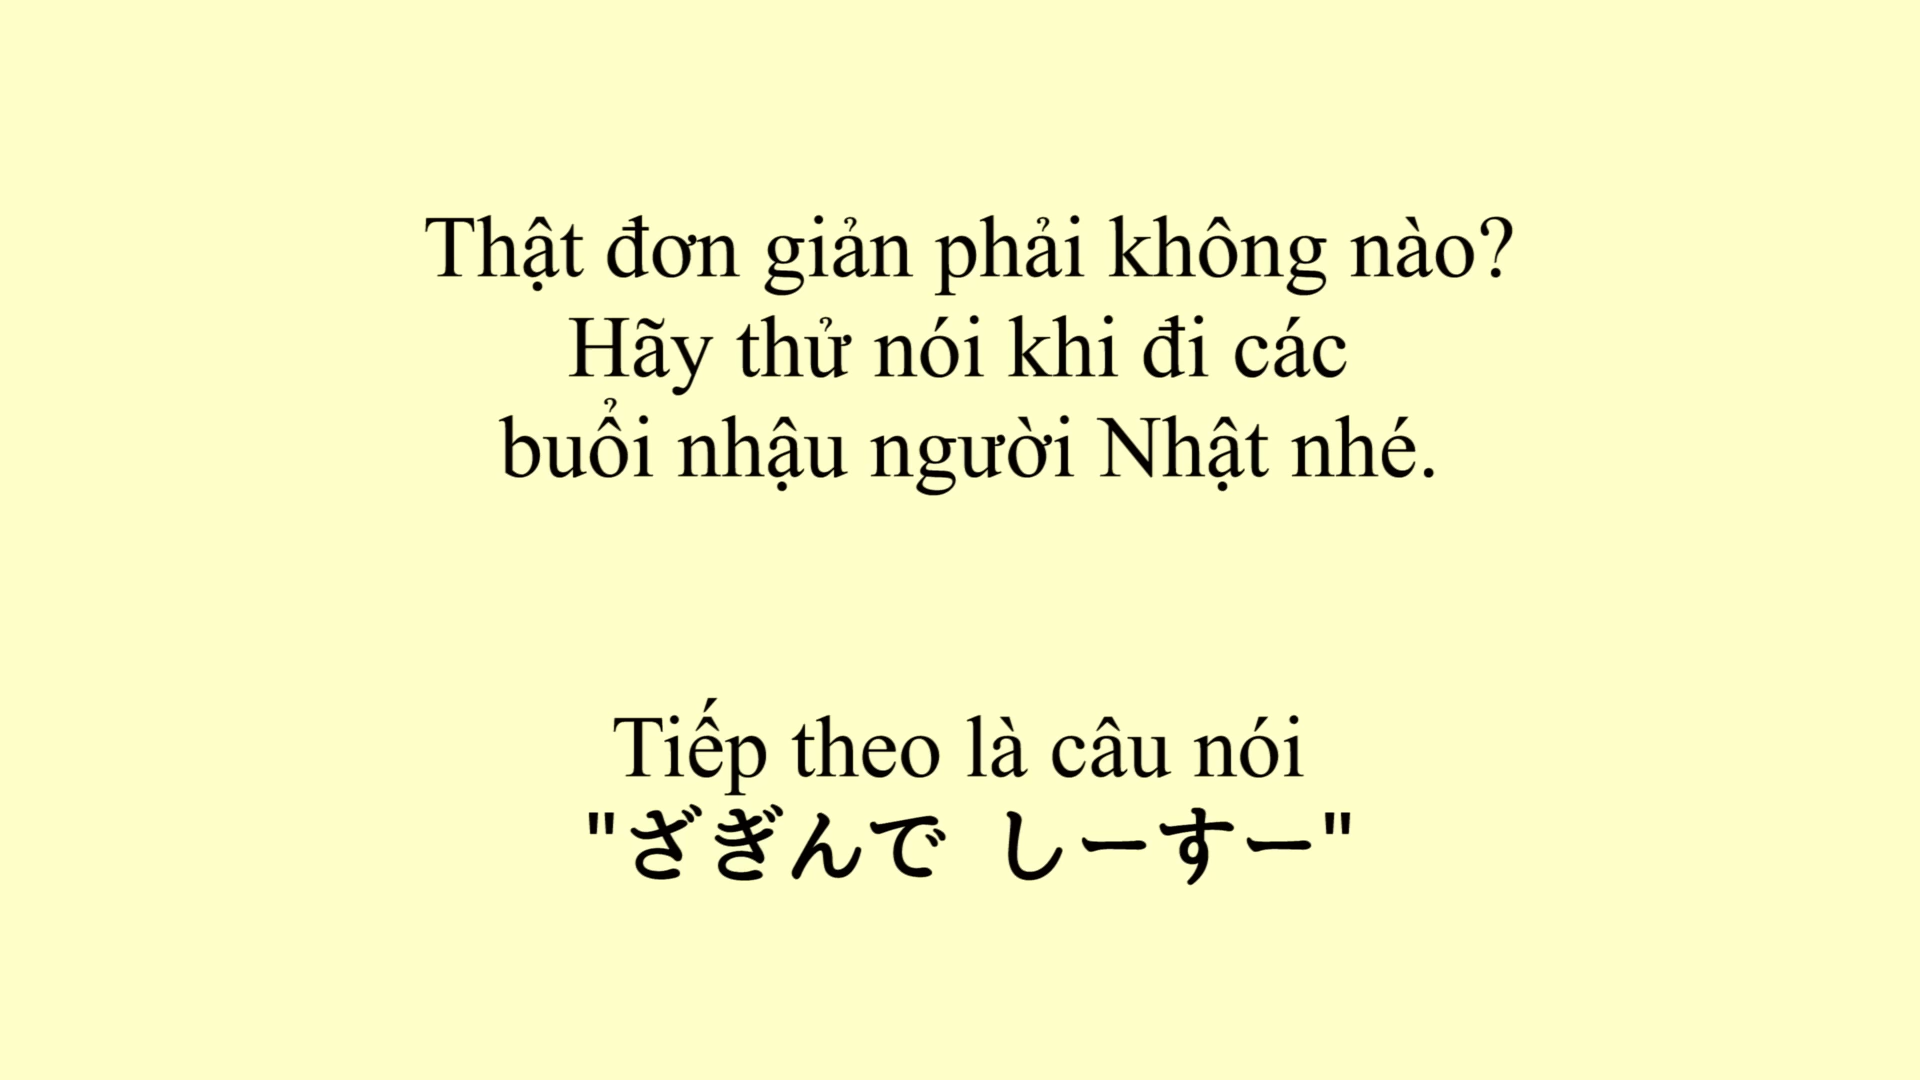 Thật đơn giản phải không nào?
Hãy thử nói khi đi các
buổi nhậu người Nhật nhé.
Tiếp theo là câu nói
"ざぎんで しーすー"